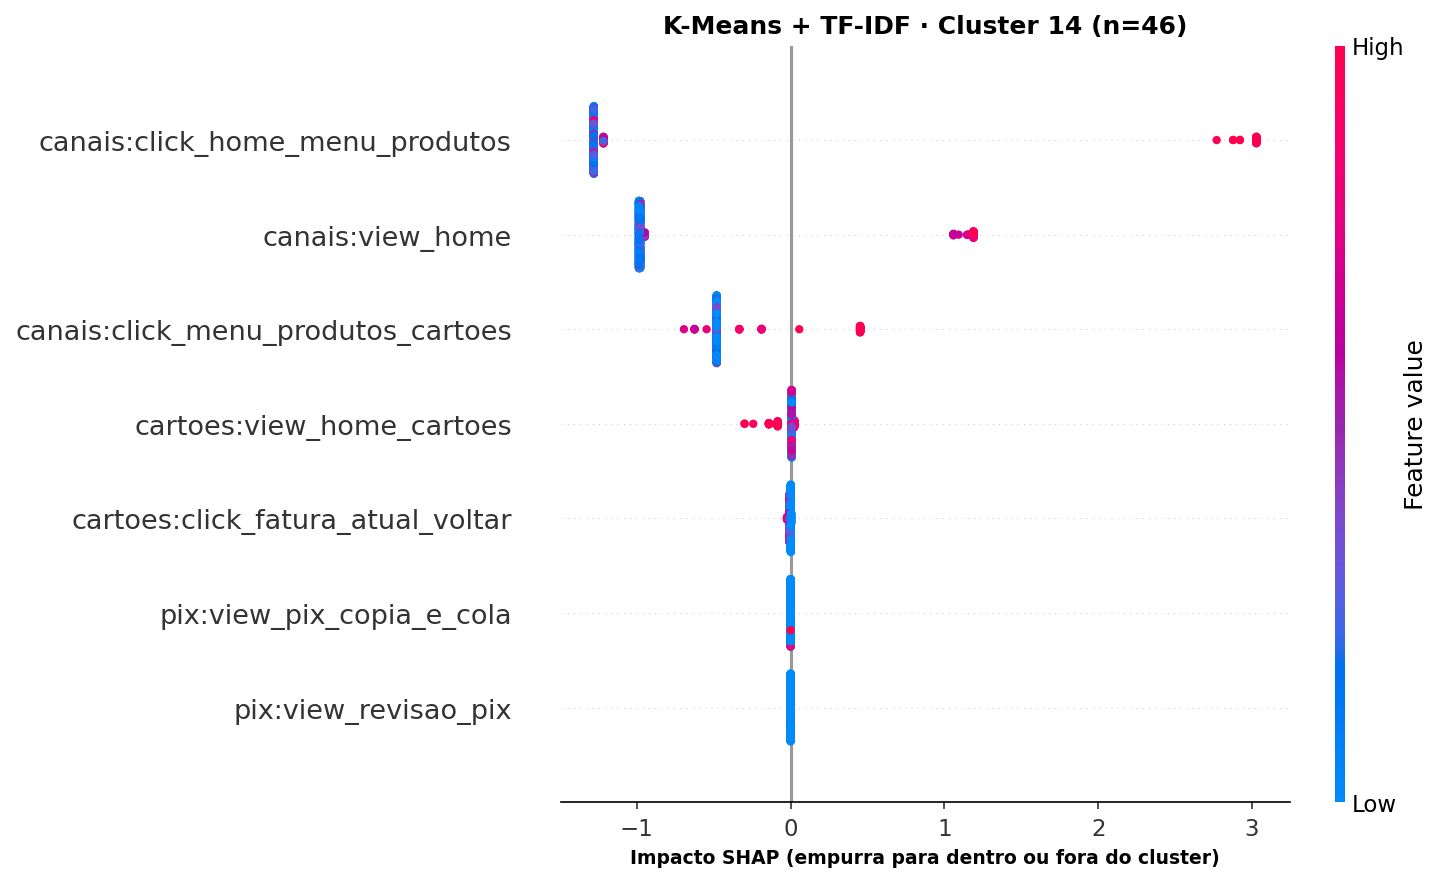 K-Means + TF-IDF · Cluster 14 (n=46)
High
canais:click_home_menu_produtos
canais:view_home
canais:click_menu_produtos_cartoes
cartoes:view_home_cartoes
cartoes:click_fatura_atual_voltar
pix:view_pix_copia_e_cola
pix:view_revisao_pix
Feature value
Low
−1 0 1 2 3
Impacto SHAP (empurra para dentro ou fora do cluster)